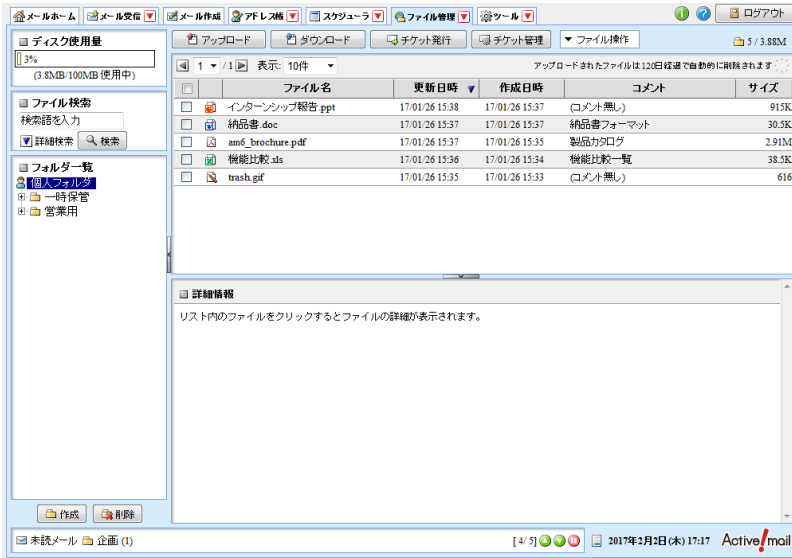 メールホーム メール受信 メール作成 アドレス帳 スケジューラ ファイル管理 ツール ログアウト
ディスク使用量
3%
(3.8MB/100MB 使用中)
ファイル検索
検索語を入力
詳細検索 検索
フォルダ一覧
個人フォルダ
一時保管
営業用
作成 削除
アップロード ダウンロード チケット発行 チケット管理 ファイル操作 5 / 3.88M
1 / 1 表示: 10件 アップロードされたファイルは120日経過で自動的に削除されます
ファイル名 更新日時 作成日時 コメント サイズ
インターンシップ報告.ppt 17/01/26 15:38 17/01/26 15:37 (コメント無し) 915K
納品書.doc 17/01/26 15:37 17/01/26 15:37 納品書フォーマット 30.5K
am6_brochure.pdf 17/01/26 15:37 17/01/26 15:35 製品カタログ 2.91M
機能比較.xls 17/01/26 15:36 17/01/26 15:34 機能比較一覧 38.5K
trash.gif 17/01/26 15:35 17/01/26 15:33 (コメント無し) 616
詳細情報
リスト内のファイルをクリックするとファイルの詳細が表示されます。
未読メール 企画 (1) [ 4/ 5] 2017年2月2日(木) 17:17 Active! mail